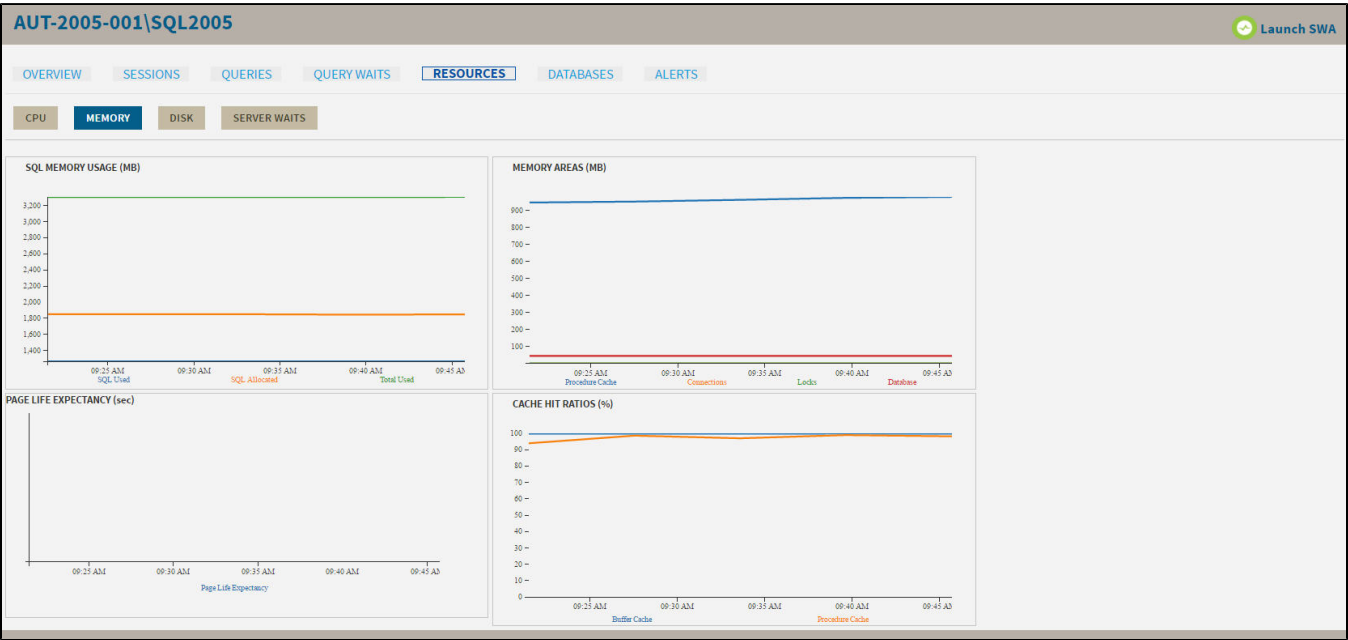 AUT-2005-001\SQL2005
Launch SWA
OVERVIEW SESSIONS QUERIES QUERY WAITS RESOURCES DATABASES ALERTS
CPU MEMORY DISK SERVER WAITS
SQL MEMORY USAGE (MB)
3,200
3,000
2,800
2,600
2,400
2,200
2,000
1,800
1,600
1,400
09:25 AM 09:30 AM 09:35 AM 09:40 AM 09:45 A
SQL Used SQL Allocated Total Used
MEMORY AREAS (MB)
900
800
700
600
500
400
300
200
100
09:25 AM 09:30 AM 09:35 AM 09:40 AM 09:45 A
Procedure Cache Connections Locks Database
PAGE LIFE EXPECTANCY (sec)
09:25 AM 09:30 AM 09:35 AM 09:40 AM 09:45 A
Page Life Expectancy
CACHE HIT RATIOS (%)
100
90
80
70
60
50
40
30
20
10
0
09:25 AM 09:30 AM 09:35 AM 09:40 AM 09:45 A
Buffer Cache Procedure Cache